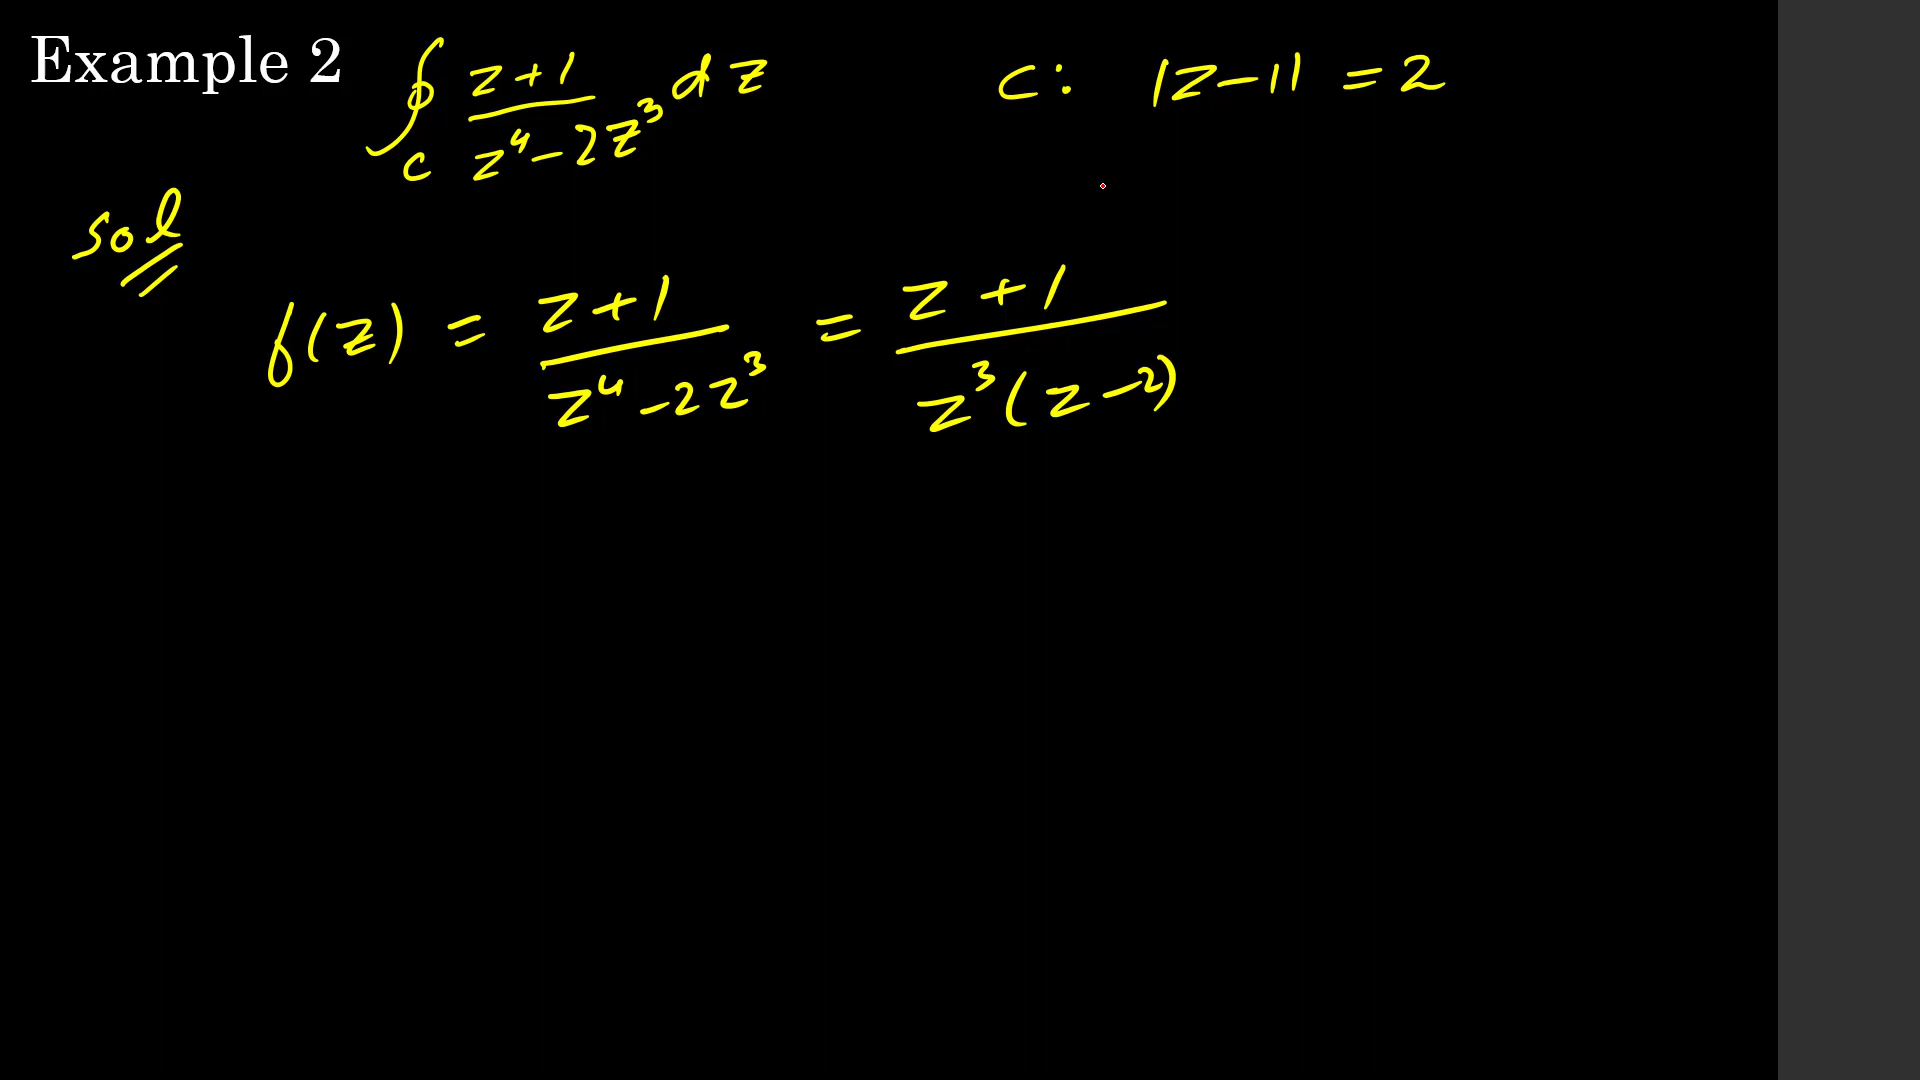 Example 2 ∮_C (z+1)/(z^4-2z^3) dz C: |z-1| = 2
sol
f(z) = (z+1)/(z^4-2z^3) = (z+1)/(z^3(z-2))